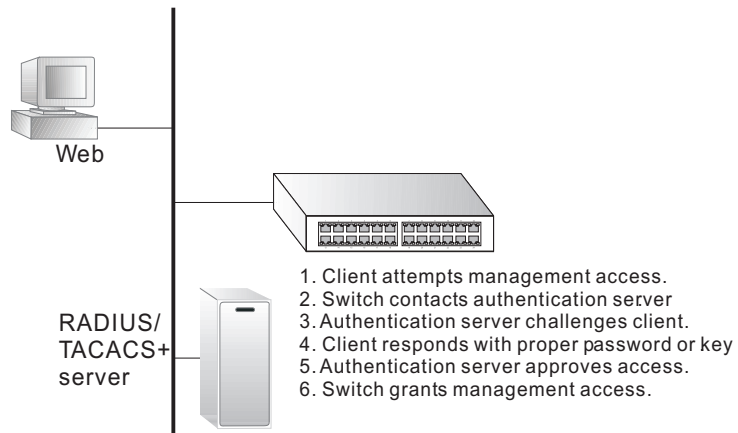 Web
1. Client attempts management access.
2. Switch contacts authentication server
3. Authentication server challenges client.
4. Client responds with proper password or key
5. Authentication server approves access.
6. Switch grants management access.
RADIUS/
TACACS+
server